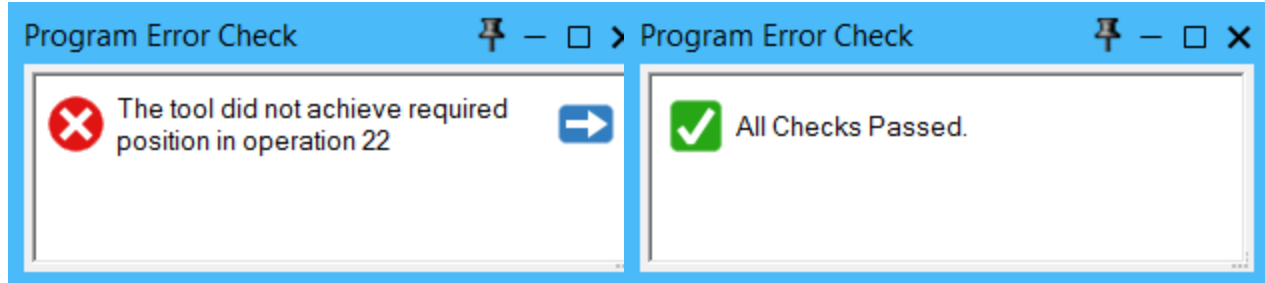 Program Error Check
The tool did not achieve required
position in operation 22
Program Error Check
All Checks Passed.